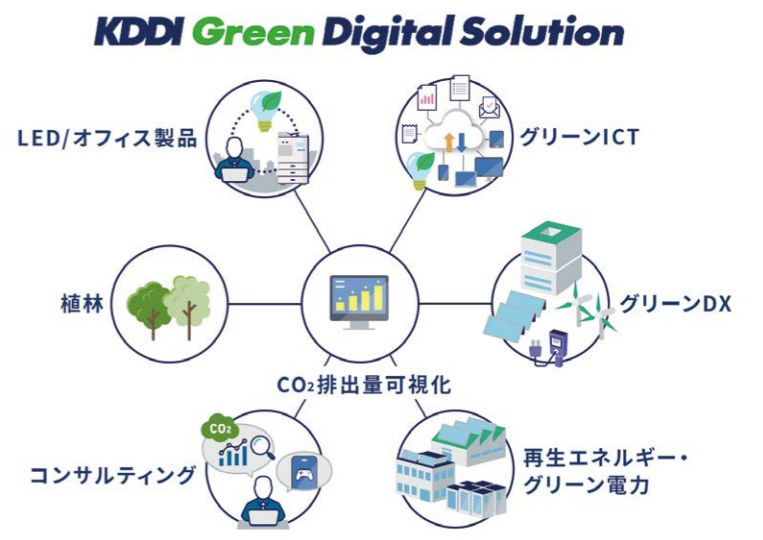 KDDI Green Digital Solution
LED/オフィス製品
グリーンICT
植林
グリーンDX
CO₂排出量可視化
CO₂
コンサルティング
再生エネルギー・
グリーン電力